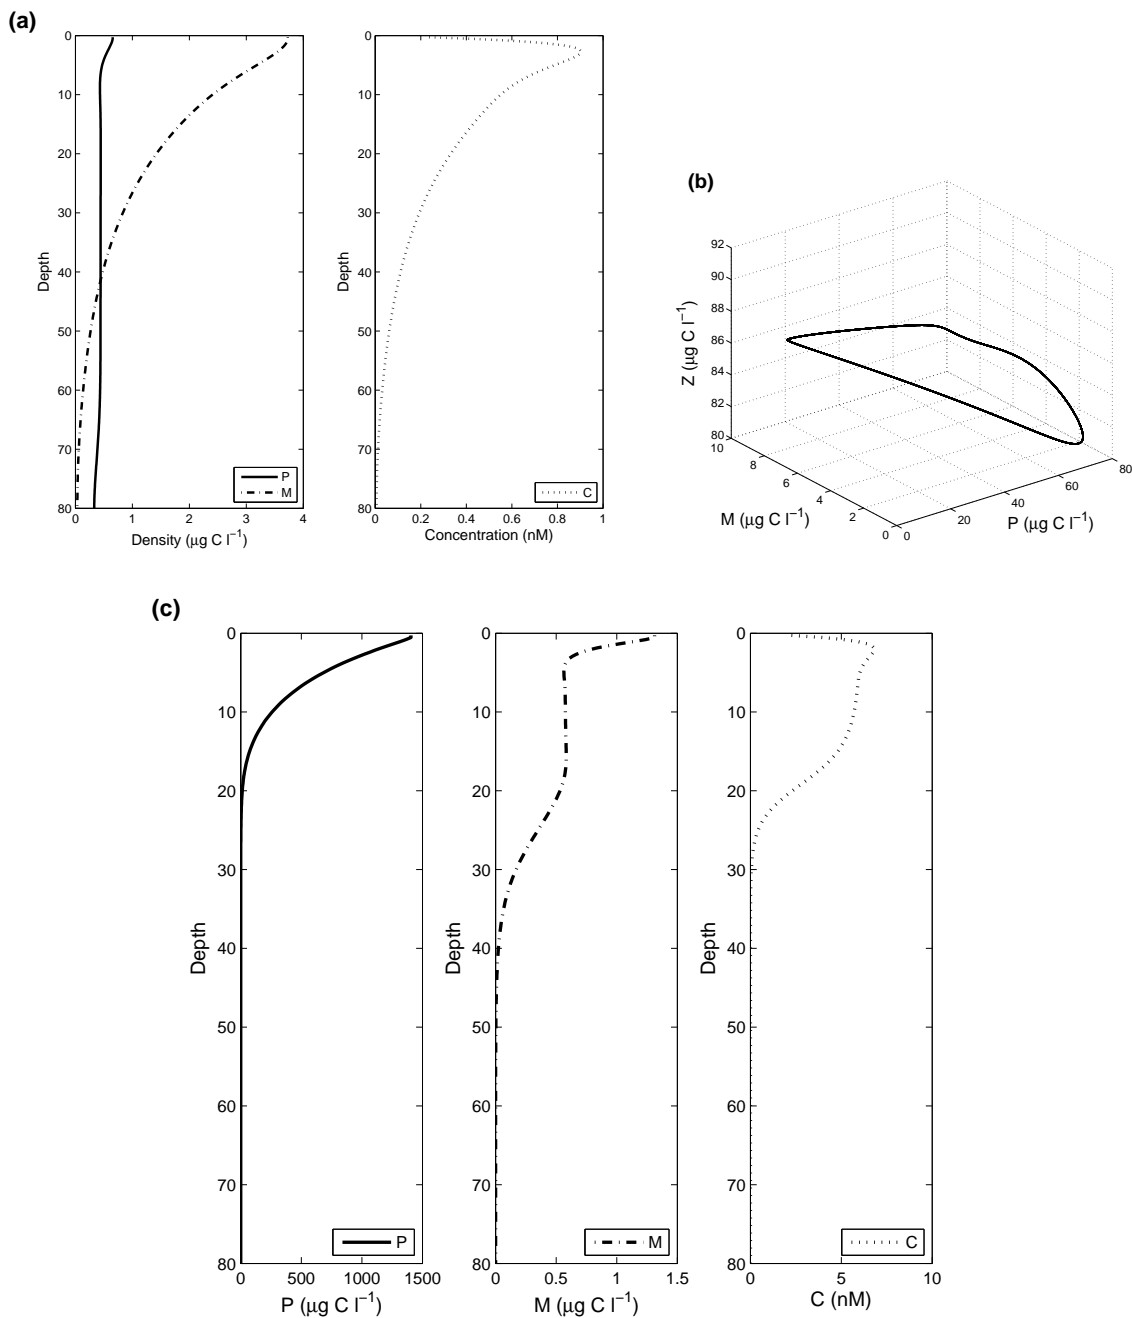 (a)
0
10
20
30
40
50
60
70
80
Depth
0 1 2 3 4
Density (μg C l⁻¹)
P
M
0
10
20
30
40
50
60
70
80
Depth
0 0.2 0.4 0.6 0.8 1
Concentration (nM)
C
(b)
92
90
88
86
84
82
80
Z (μg C l⁻¹)
10
8
6
4
2
0
M (μg C l⁻¹)
0
20
40
60
80
P (μg C l⁻¹)
(c)
0
10
20
30
40
50
60
70
80
Depth
0 500 1000 1500
P (μg C l⁻¹)
P
0
10
20
30
40
50
60
70
80
Depth
0 0.5 1 1.5
M (μg C l⁻¹)
M
0
10
20
30
40
50
60
70
80
Depth
0 5 10
C (nM)
C